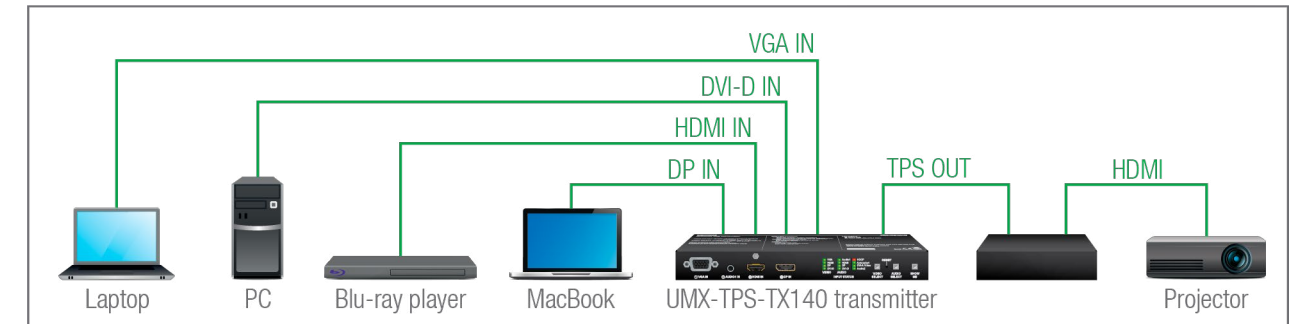 VGA IN
DVI-D IN
HDMI IN
DP IN
TPS OUT
HDMI
Laptop
PC
Blu-ray player
MacBook
UMX-TPS-TX140 transmitter
Projector